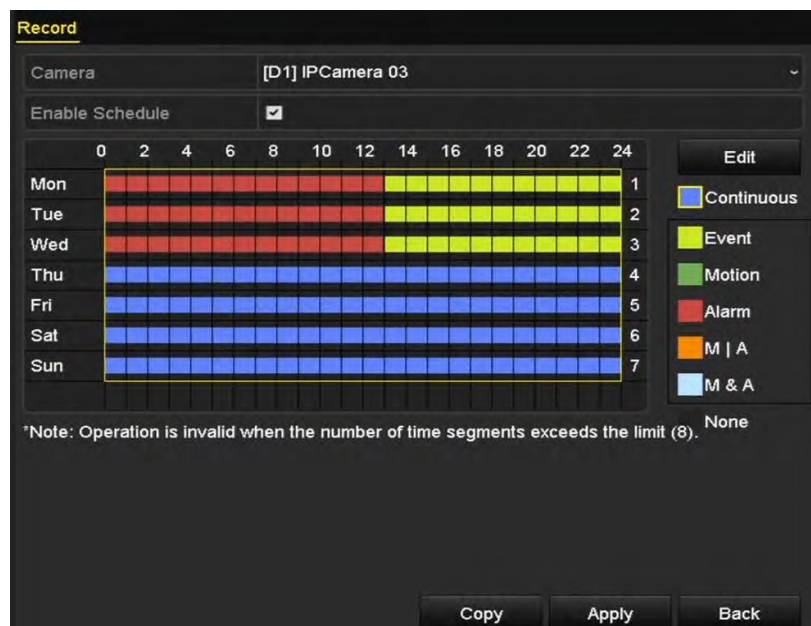 Record
Camera [D1] IPCamera 03
Enable Schedule
0 2 4 6 8 10 12 14 16 18 20 22 24
Edit
Mon 1
Continuous
Tue 2
Wed 3
Event
Thu 4
Motion
Fri 5
Alarm
Sat 6
M | A
Sun 7
M & A
None
*Note: Operation is invalid when the number of time segments exceeds the limit (8).
Copy Apply Back